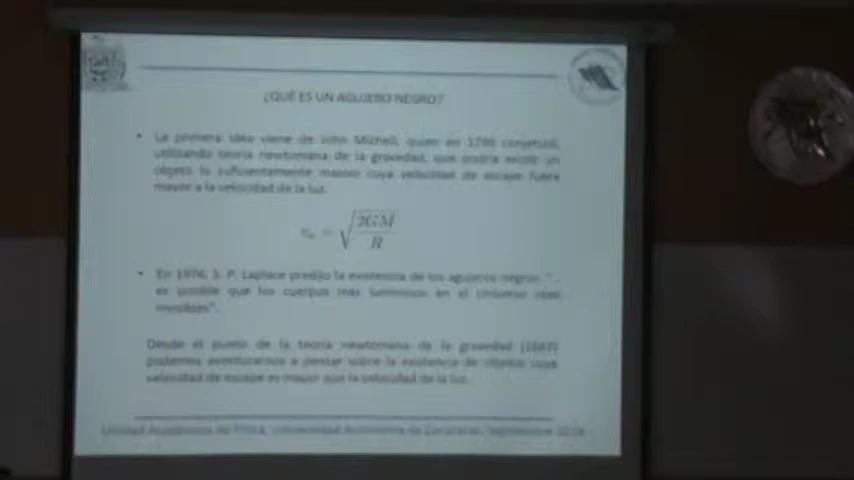 ¿QUÉ ES UN AGUJERO NEGRO?
• La primera idea viene de John Michell, quien en 1786 conjeturó,
utilizando teoría newtoniana de la gravedad, que podría existir un
objeto lo suficientemente masivo cuya velocidad de escape fuera
mayor a la velocidad de la luz.
= √(2GM/R)
• En 1976, S. P. Laplace predijo la existencia de los agujeros negros: "...
es posible que los cuerpos más luminosos en el Universo sean
invisibles".
Desde el punto de la teoría newtoniana de la gravedad (1687)
podemos aventurarnos a pensar sobre la existencia de objetos cuya
velocidad de escape es mayor que la velocidad de la luz.
Unidad Académica de Física, Universidad Autónoma de Zacatecas, Septiembre